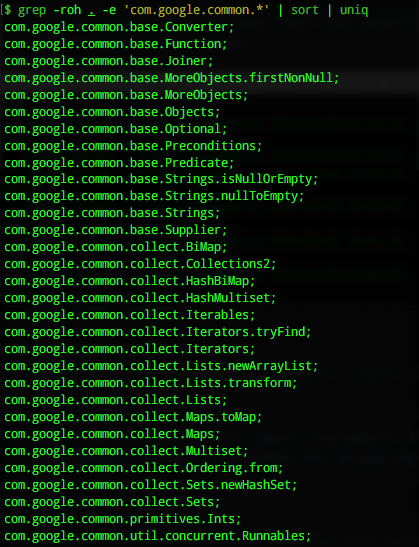 [$ grep -roh . -e 'com.google.common.*' | sort | uniq
com.google.common.base.Converter;
com.google.common.base.Function;
com.google.common.base.Joiner;
com.google.common.base.MoreObjects.firstNonNull;
com.google.common.base.MoreObjects;
com.google.common.base.Objects;
com.google.common.base.Optional;
com.google.common.base.Preconditions;
com.google.common.base.Predicate;
com.google.common.base.Strings.isNullOrEmpty;
com.google.common.base.Strings.nullToEmpty;
com.google.common.base.Strings;
com.google.common.base.Supplier;
com.google.common.collect.BiMap;
com.google.common.collect.Collections2;
com.google.common.collect.HashBiMap;
com.google.common.collect.HashMultiset;
com.google.common.collect.Iterables;
com.google.common.collect.Iterators.tryFind;
com.google.common.collect.Iterators;
com.google.common.collect.Lists.newArrayList;
com.google.common.collect.Lists.transform;
com.google.common.collect.Lists;
com.google.common.collect.Maps.toMap;
com.google.common.collect.Maps;
com.google.common.collect.Multiset;
com.google.common.collect.Ordering.from;
com.google.common.collect.Sets.newHashSet;
com.google.common.collect.Sets;
com.google.common.primitives.Ints;
com.google.common.util.concurrent.Runnables;